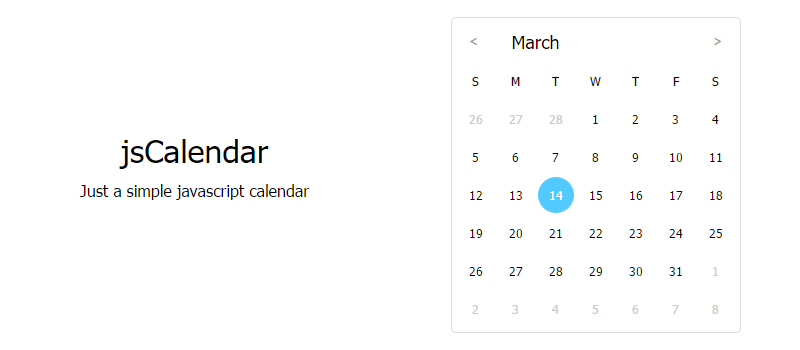 jsCalendar
Just a simple javascript calendar
< March >
S M T W T F S
26 27 28 1 2 3 4
5 6 7 8 9 10 11
12 13 14 15 16 17 18
19 20 21 22 23 24 25
26 27 28 29 30 31 1
2 3 4 5 6 7 8